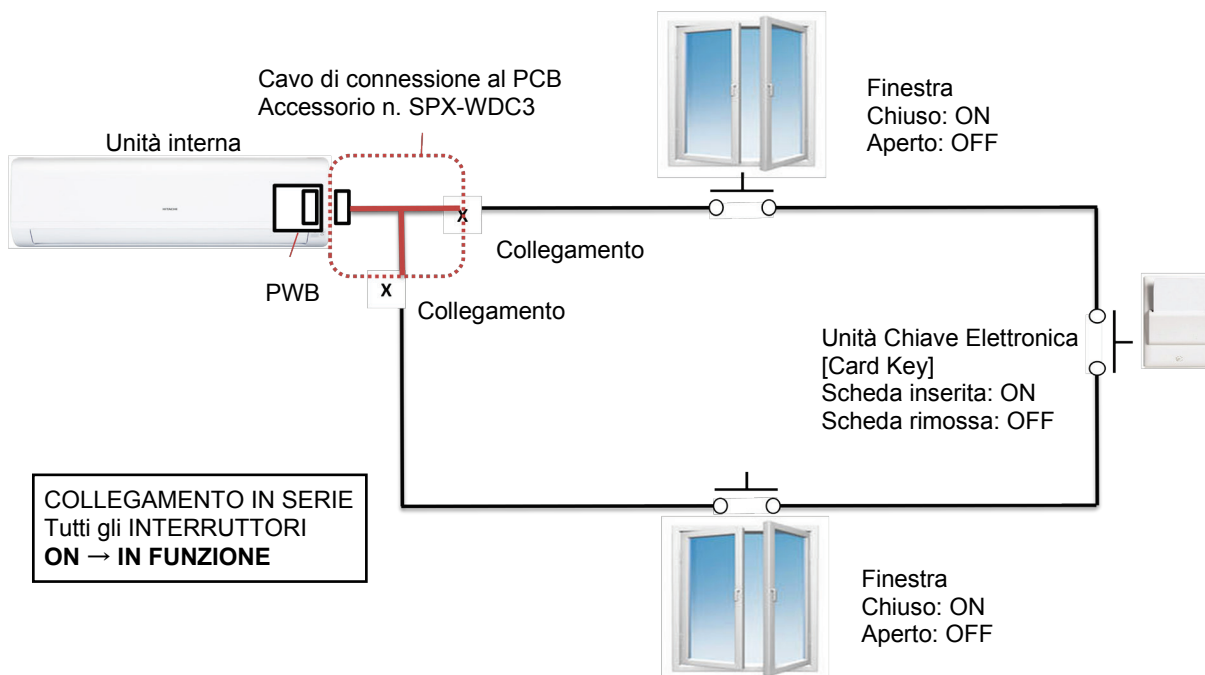 Cavo di connessione al PCB
Accessorio n. SPX-WDC3
Unità interna
Finestra
Chiuso: ON
Aperto: OFF
X
Collegamento
X
Collegamento
PWB
Unità Chiave Elettronica
[Card Key]
Scheda inserita: ON
Scheda rimossa: OFF
COLLEGAMENTO IN SERIE
Tutti gli INTERRUTTORI
ON → IN FUNZIONE
Finestra
Chiuso: ON
Aperto: OFF